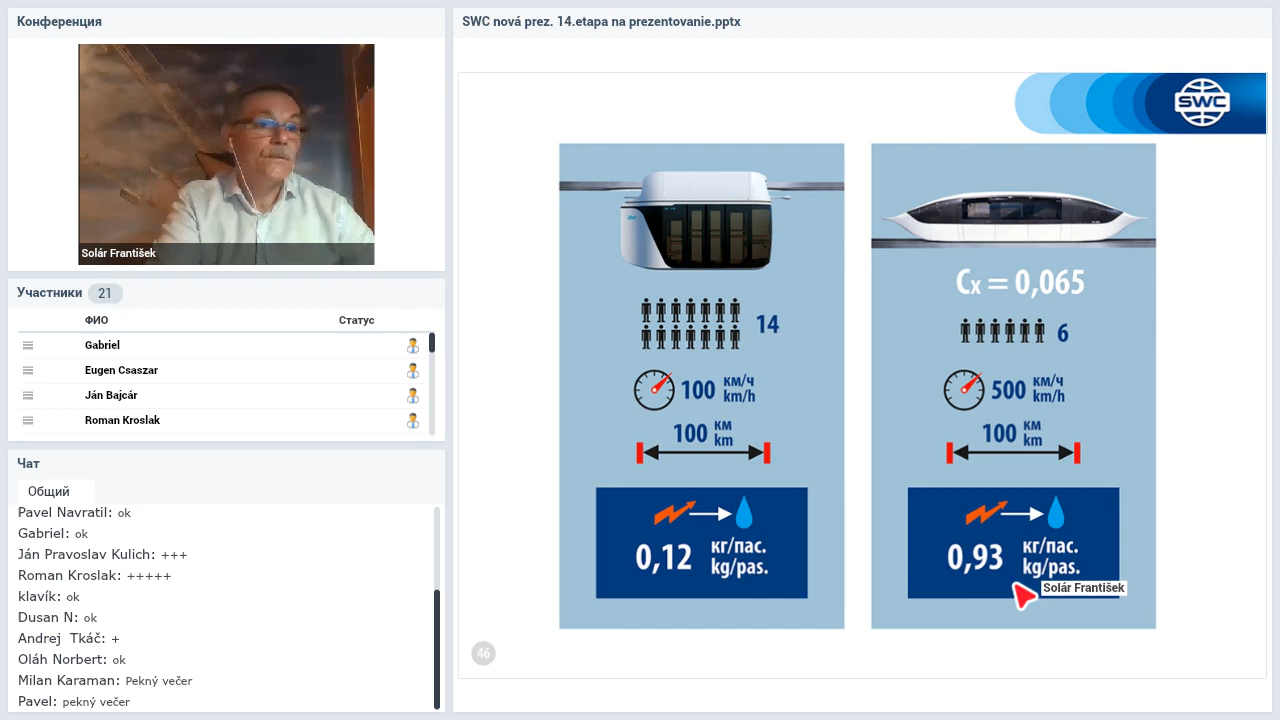 Конференция
Solár František
Участники 21
ФИО Статус
Gabriel
Eugen Csaszar
Ján Bajcár
Roman Kroslak
Чат
Общий
Pavel Navratil: ok
Gabriel: ok
Ján Pravoslav Kulich: +++
Roman Kroslak: +++++
klavík: ok
Dusan N: ok
Andrej Tkáč: +
Oláh Norbert: ok
Milan Karaman: Pekný večer
Pavel: pekný večer
SWC nová prez. 14.etapa na prezentovanie.pptx
SWC
14
100 км/ч km/h
100 км km
0,12 кг/пас. kg/pas.
Cx = 0,065
6
500 км/ч km/h
100 км km
0,93 кг/пас. kg/pas.
Solár František
46